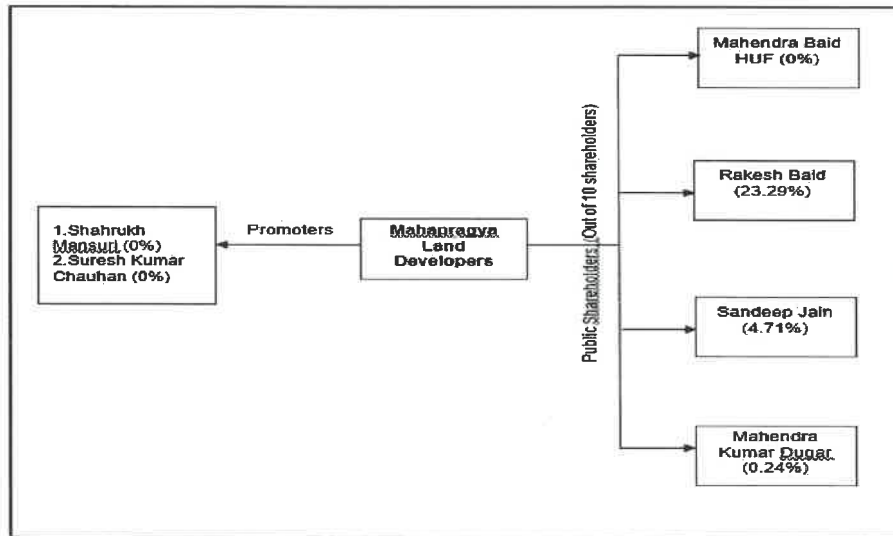 1.Shahrukh
Mansuri (0%)
2.Suresh Kumar
Chauhan (0%)
Promoters
Mahapragya
Land
Developers
Public Shareholders (Out of 10 shareholders)
Mahendra Baid
HUF (0%)
Rakesh Baid
(23.29%)
Sandeep Jain
(4.71%)
Mahendra
Kumar Dugar
(0.24%)